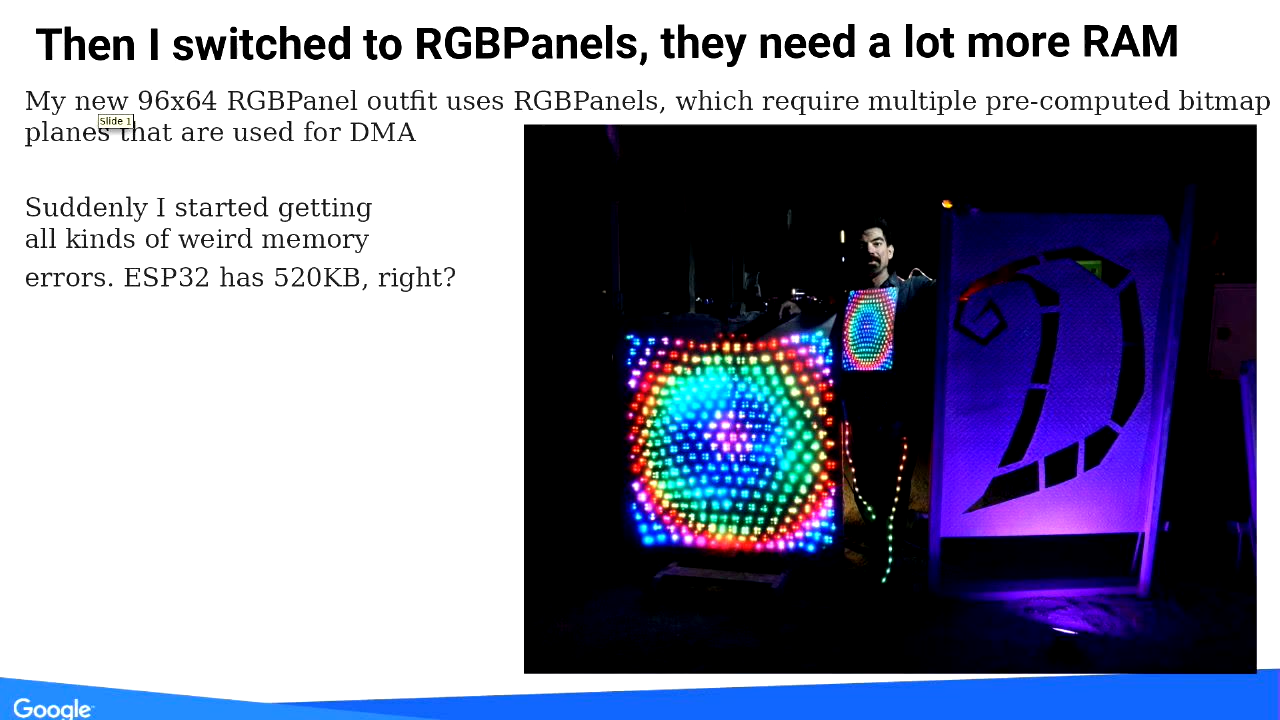 Then I switched to RGBPanels, they need a lot more RAM
My new 96x64 RGBPanel outfit uses RGBPanels, which require multiple pre-computed bitmap
planes that are used for DMA
Slide 1
Suddenly I started getting
all kinds of weird memory
errors. ESP32 has 520KB, right?
Google